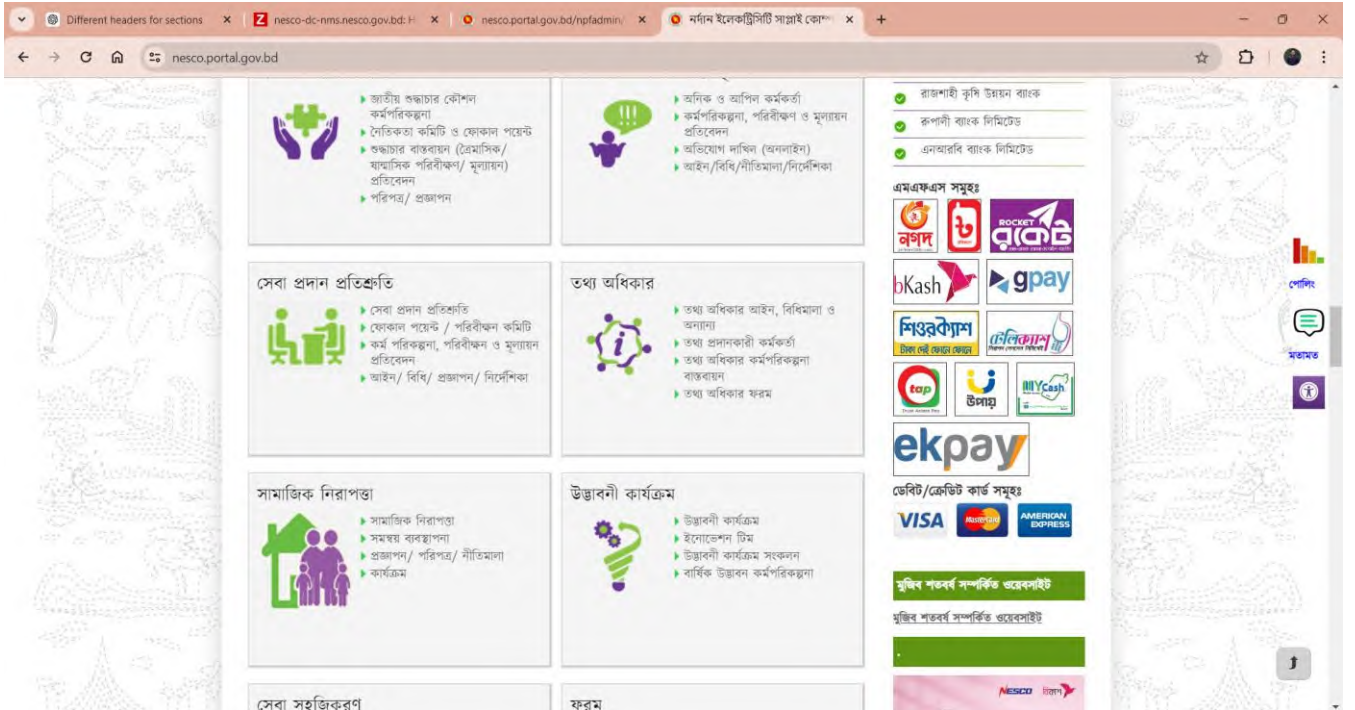 Different headers for sections
nesco-dc-nms.nesco.gov.bd: H
nesco.portal.gov.bd/npfadmin/
নর্দান ইলেকট্রিসিটি সাপ্লাই কোম্প
nesco.portal.gov.bd
জাতীয় শুদ্ধাচার কৌশল
কর্মপরিকল্পনা
নৈতিকতা কমিটি ও ফোকাল পয়েন্ট
শুদ্ধাচার বাস্তবায়ন (ত্রৈমাসিক/
ষান্মাসিক পরিবীক্ষণ/ মূল্যায়ন)
প্রতিবেদন
পরিপত্র/ প্রজ্ঞাপন
অনিক ও আপিল কর্মকর্তা
কর্মপরিকল্পনা, পরিবীক্ষণ ও মূল্যায়ন
প্রতিবেদন
অভিযোগ দাখিল (অনলাইন)
আইন/বিধি/নীতিমালা/নির্দেশিকা
সেবা প্রদান প্রতিশ্রুতি
সেবা প্রদান প্রতিশ্রুতি
ফোকাল পয়েন্ট / পরিবীক্ষন কমিটি
কর্ম পরিকল্পনা, পরিবীক্ষন ও মূল্যায়ন
প্রতিবেদন
আইন/ বিধি/ প্রজ্ঞাপন/ নির্দেশিকা
তথ্য অধিকার
তথ্য অধিকার আইন, বিধিমালা ও
অন্যান্য
তথ্য প্রদানকারী কর্মকর্তা
তথ্য অধিকার কর্মপরিকল্পনা
বাস্তবায়ন
তথ্য অধিকার ফরম
সামাজিক নিরাপত্তা
সামাজিক নিরাপত্তা
সমন্বয় ব্যবস্থাপনা
প্রজ্ঞাপন/ পরিপত্র/ নীতিমালা
কার্যক্রম
উদ্ভাবনী কার্যক্রম
উদ্ভাবনী কার্যক্রম
ইনোভেশন টিম
উদ্ভাবনী কার্যক্রম সংকলন
বার্ষিক উদ্ভাবন কর্মপরিকল্পনা
সেবা সহজিকরণ
ফরম
রাজশাহী কৃষি উন্নয়ন ব্যাংক
রুপালী ব্যাংক লিমিটেড
এনআরবি ব্যাংক লিমিটেড
এমএফএস সমূহঃ
নগদ
ROCKET
রকেট
bKash
gpay
শিওরক্যাশ
টাকা নেই ফোনে ফোনে
টেলিক্যাশ
tap
উপায়
MYCash
ekpay
ডেবিট/ক্রেডিট কার্ড সমূহঃ
VISA
MasterCard
AMERICAN
EXPRESS
মুজিব শতবর্ষ সম্পর্কিত ওয়েবসাইট
মুজিব শতবর্ষ সম্পর্কিত ওয়েবসাইট
.
NESCO বিকাশ
পোলিং
মতামত